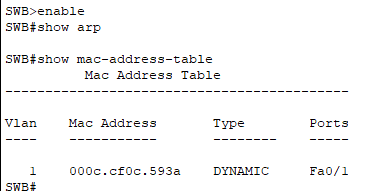 SWB>enable
SWB#show arp
SWB#show mac-address-table
Mac Address Table
-------------------------------------------
Vlan    Mac Address       Type        Ports
----    -----------       --------    -----
1    000c.cf0c.593a    DYNAMIC     Fa0/1
SWB#